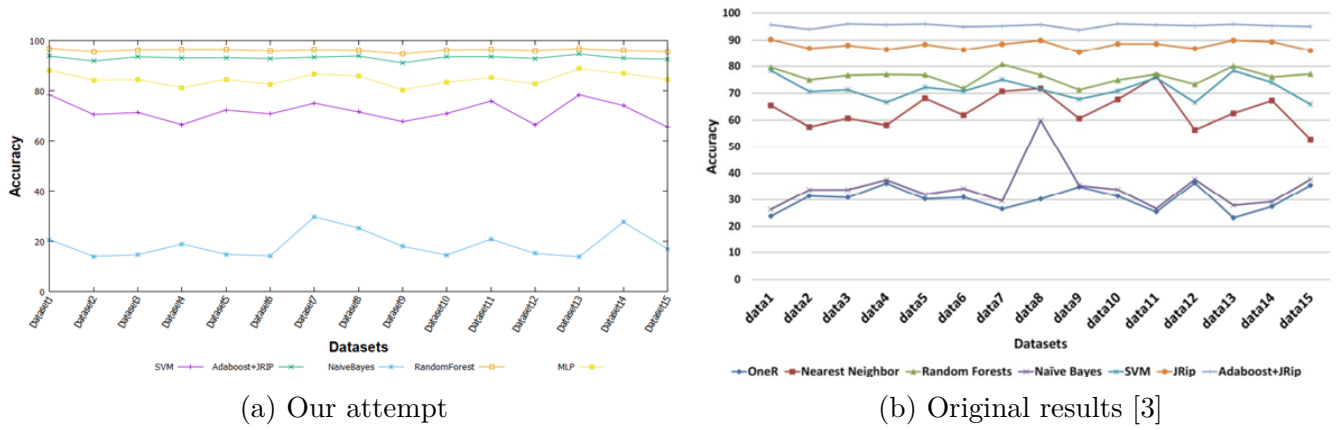 100
80
60
40
20
0
Accuracy
Dataset1
Dataset2
Dataset3
Dataset4
Dataset5
Dataset6
Dataset7
Dataset8
Dataset9
Dataset10
Dataset11
Dataset12
Dataset13
Dataset14
Dataset15
Datasets
SVM Adaboost+JRIP NaiveBayes RandomForest MLP
(a) Our attempt
100
90
80
70
60
50
40
30
20
10
0
Accuracy
data1
data2
data3
data4
data5
data6
data7
data8
data9
data10
data11
data12
data13
data14
data15
Datasets
OneR Nearest Neighbor Random Forests Naïve Bayes SVM JRip Adaboost+JRip
(b) Original results [3]